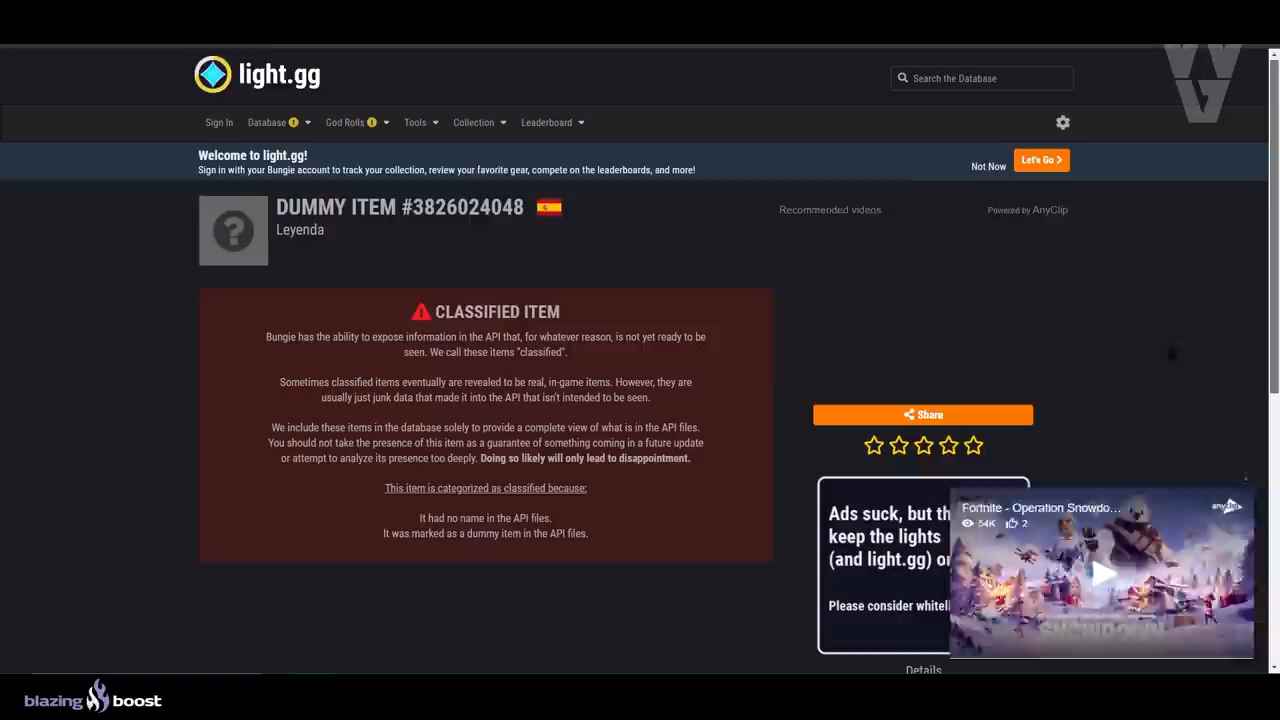 light.gg
Search the Database
Sign In Database God Rolls Tools Collection Leaderboard
Welcome to light.gg!
Sign in with your Bungie account to track your collection, review your favorite gear, compete on the leaderboards, and more!
Not Now Let's Go
DUMMY ITEM #3826024048
Leyenda
Recommended videos Powered by AnyClip
CLASSIFIED ITEM
Bungie has the ability to expose information in the API that, for whatever reason, is not yet ready to be
seen. We call these items "classified".
Sometimes classified items eventually are revealed to be real, in-game items. However, they are
usually just junk data that made it into the API that isn't intended to be seen.
We include these items in the database solely to provide a complete view of what is in the API files.
You should not take the presence of this item as a guarantee of something coming in a future update
or attempt to analyze its presence too deeply. Doing so likely will only lead to disappointment.
This item is categorized as classified because:
It had no name in the API files.
It was marked as a dummy item in the API files.
Share
Ads suck, but th
keep the lights
(and light.gg) o
Please consider whiteli
Fortnite - Operation Snowdo...
54K 2
Details
blazing boost